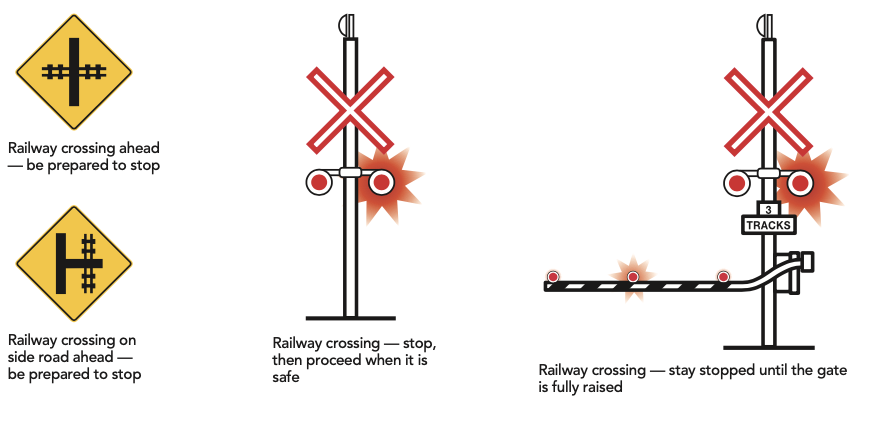 Railway crossing ahead
— be prepared to stop
Railway crossing on
side road ahead —
be prepared to stop
Railway crossing — stop,
then proceed when it is
safe
3
TRACKS
Railway crossing — stay stopped until the gate
is fully raised